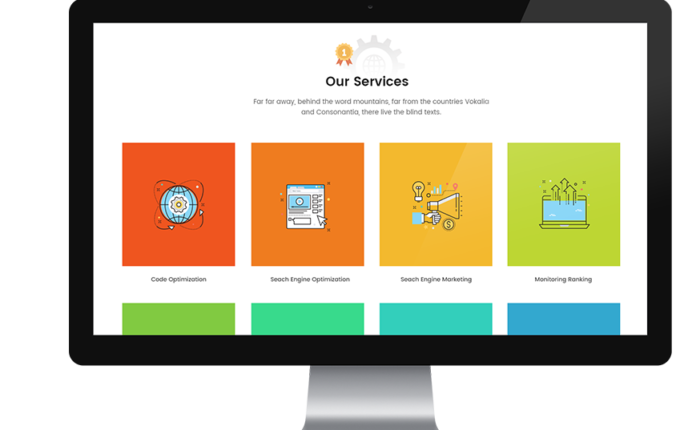 1
Our Services
Far far away, behind the word mountains, far from the countries Vokalia
and Consonantia, there live the blind texts.
$
Code Optimization
Seach Engine Optimization
Seach Engine Marketing
Monitoring Ranking